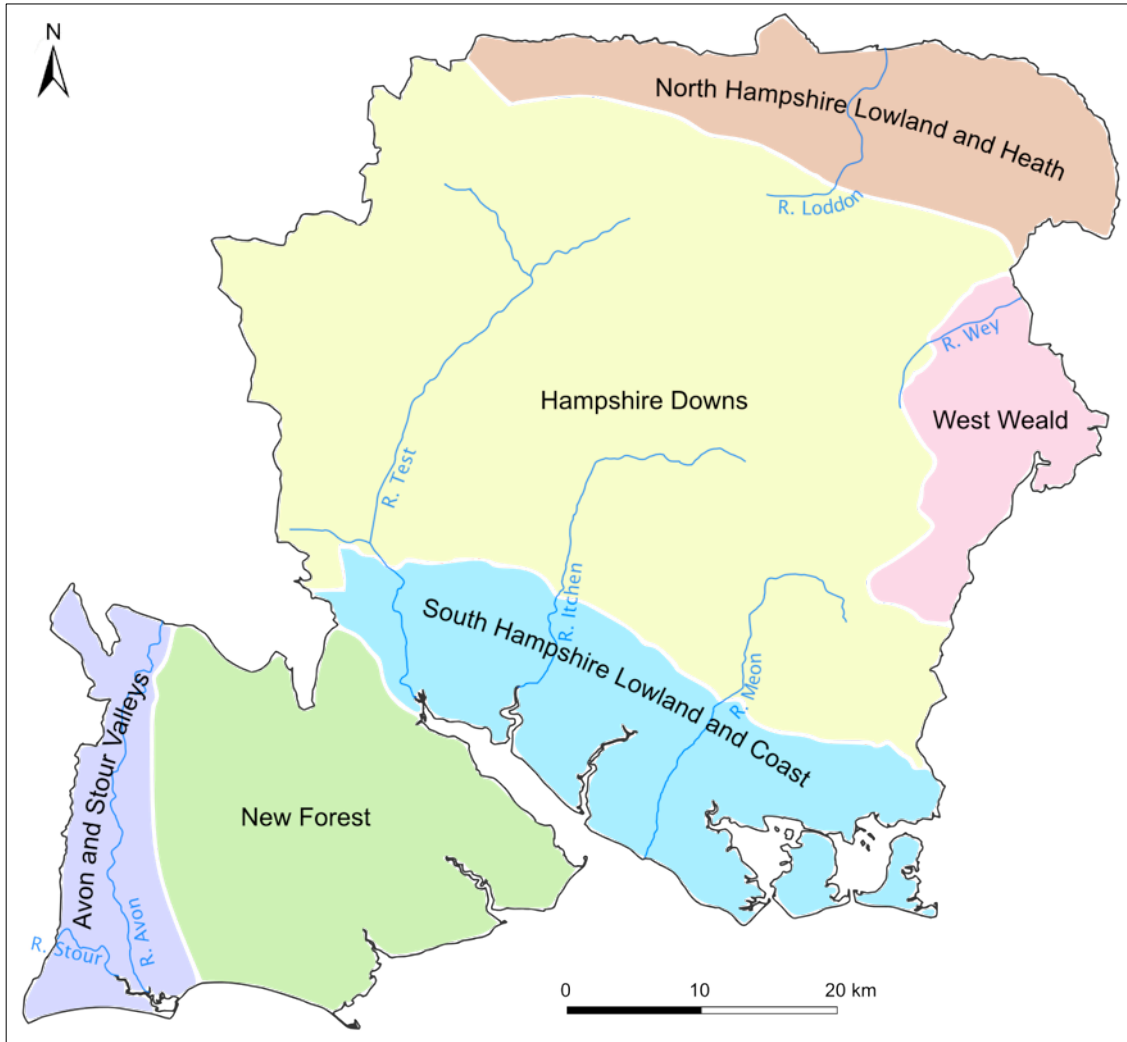 N
North Hampshire Lowland and Heath
R. Loddon
R. Wey
Hampshire Downs
West Weald
R. Test
R. Itchen
South Hampshire Lowland and Coast
R. Meon
Avon and Stour Valleys
New Forest
R. Avon
R. Stour
0 10 20 km